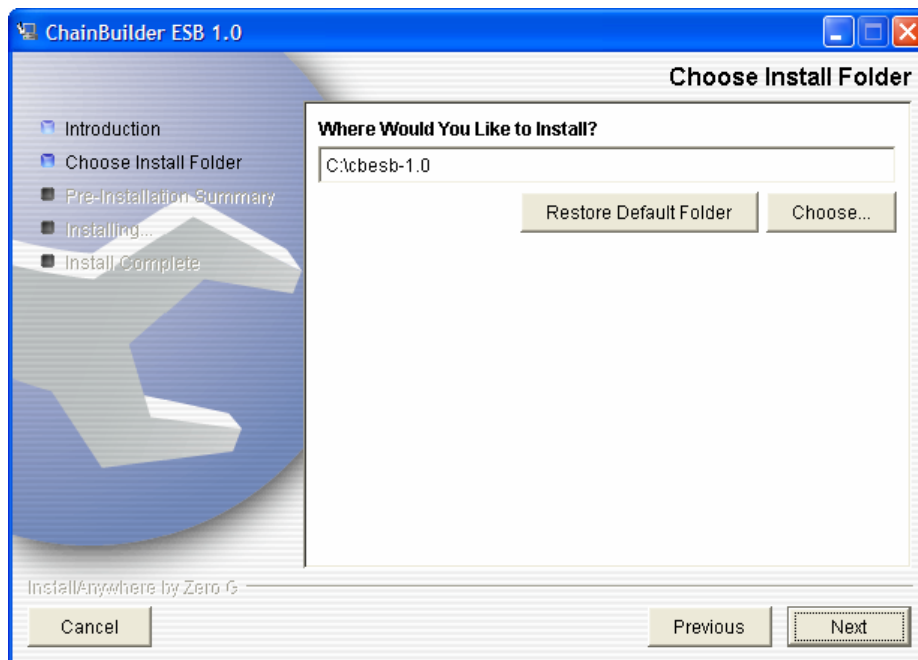 ChainBuilder ESB 1.0
Choose Install Folder
Introduction
Choose Install Folder
Pre-Installation Summary
Installing...
Install Complete
Where Would You Like to Install?
C:\cbesb-1.0
Restore Default Folder
Choose...
InstallAnywhere by Zero G
Cancel
Previous
Next